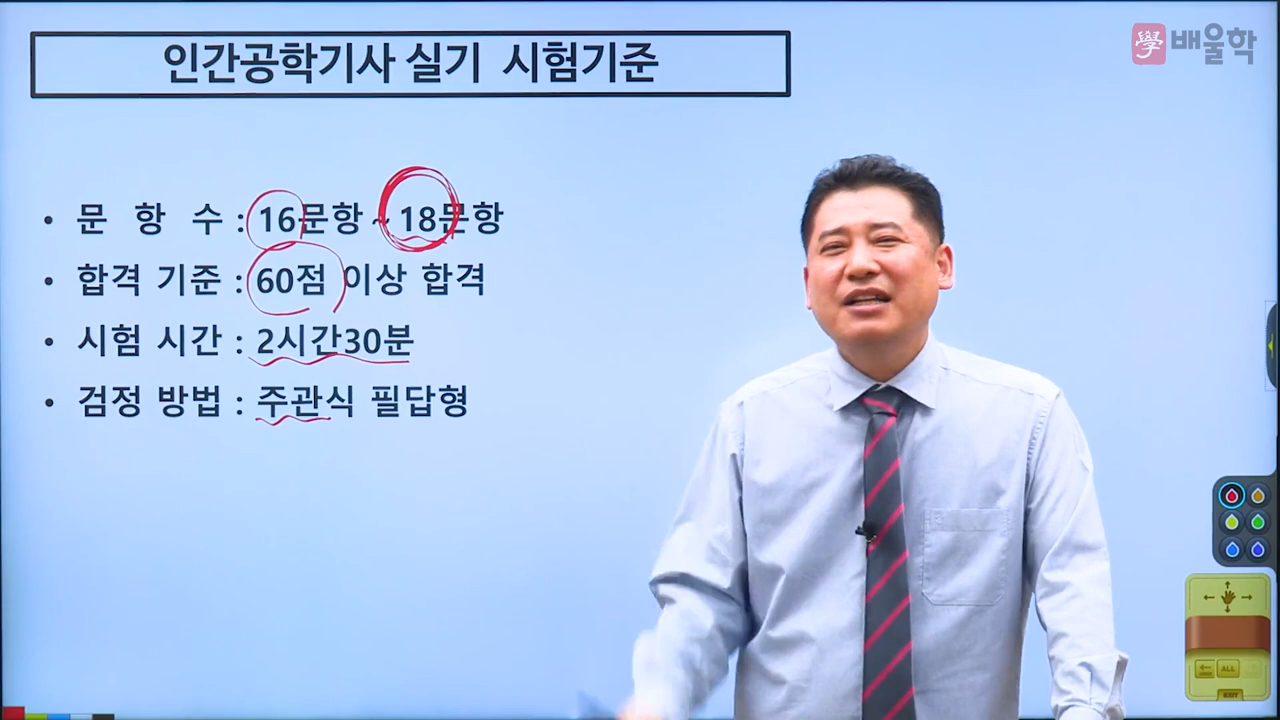 인간공학기사 실기 시험기준
學 배울학
• 문 항 수 : 16문항 ~ 18문항
• 합격 기준 : 60점 이상 합격
• 시험 시간 : 2시간30분
• 검정 방법 : 주관식 필답형
ALL
EXIT